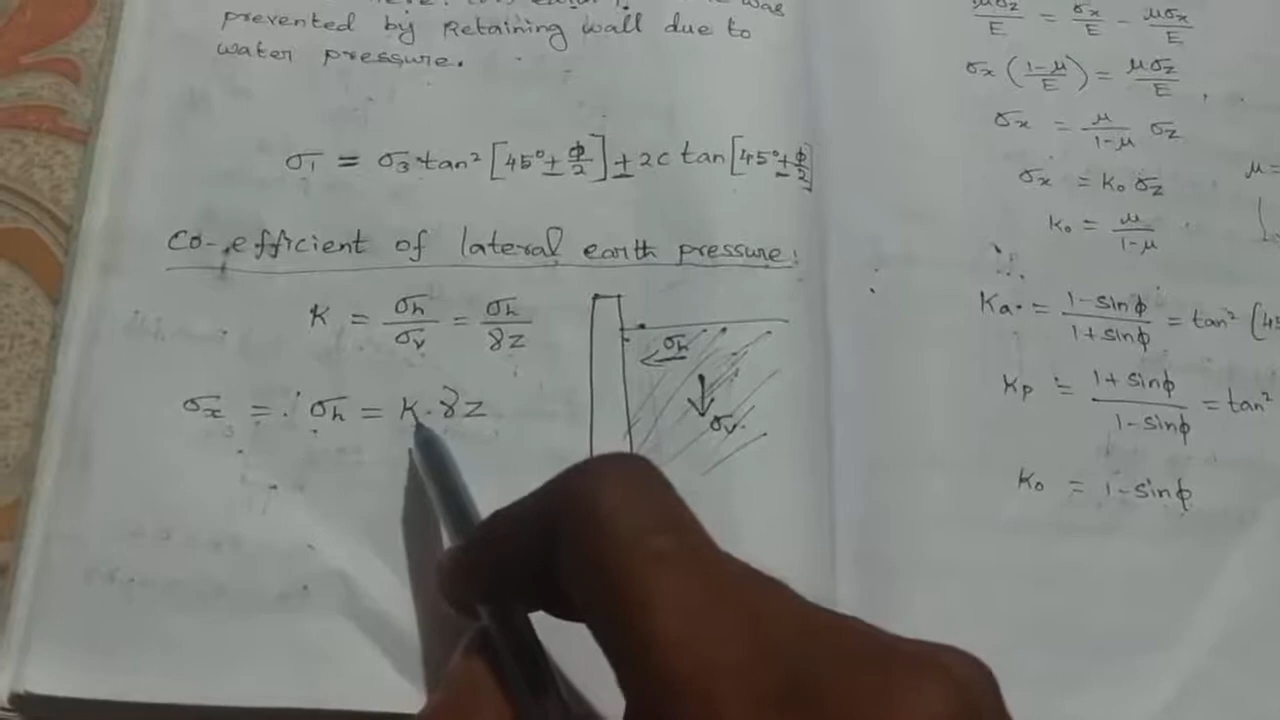 was
prevented by Retaining wall due to
water pressure.
σ1 = σ3 tan² [45° ± φ/2] ± 2c tan [45° ± φ/2]
Co-efficient of lateral earth pressure:
K = σh/σv = σh/γz
σh
σv
σx = σh = K.γz
μσz/E = σx/E - μσx/E
σx (1-μ/E) = μσz/E
σx = μ/1-μ σz
σx = K0 σz
μ =
K0 = μ/1-μ
Ka = 1-sinφ/1+sinφ = tan² (45
Kp = 1+sinφ/1-sinφ = tan²
K0 = 1-sinφ